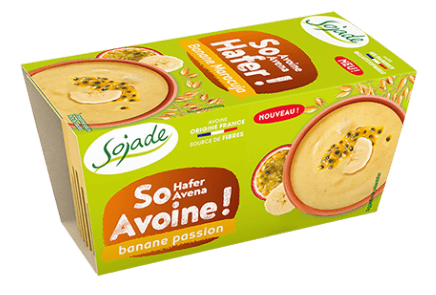 So Avoine
Avena
Hafer!
Banane Maracuja
Sojade
NEU!
AVOINE
ORIGINE FRANCE
SOURCE DE FIBRES
NOUVEAU !
Sojade
So Hafer
Avena
Avoine!
banane passion